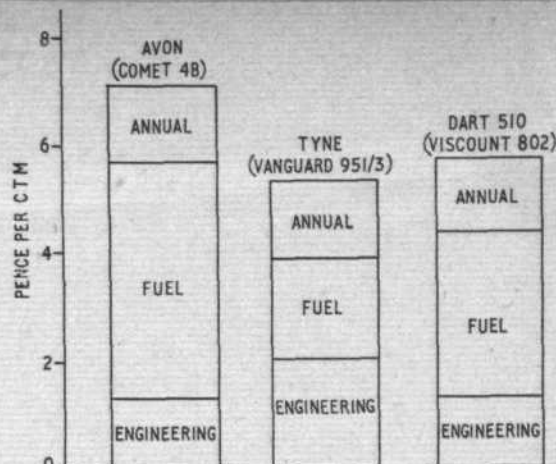 8
AVON
(COMET 4B)
ANNUAL
6
TYNE
(VANGUARD 951/3)
DART 510
(VISCOUNT 802)
ANNUAL
ANNUAL
PENCE PER CTM
4
FUEL
FUEL
FUEL
2
ENGINEERING
ENGINEERING
ENGINEERING
0